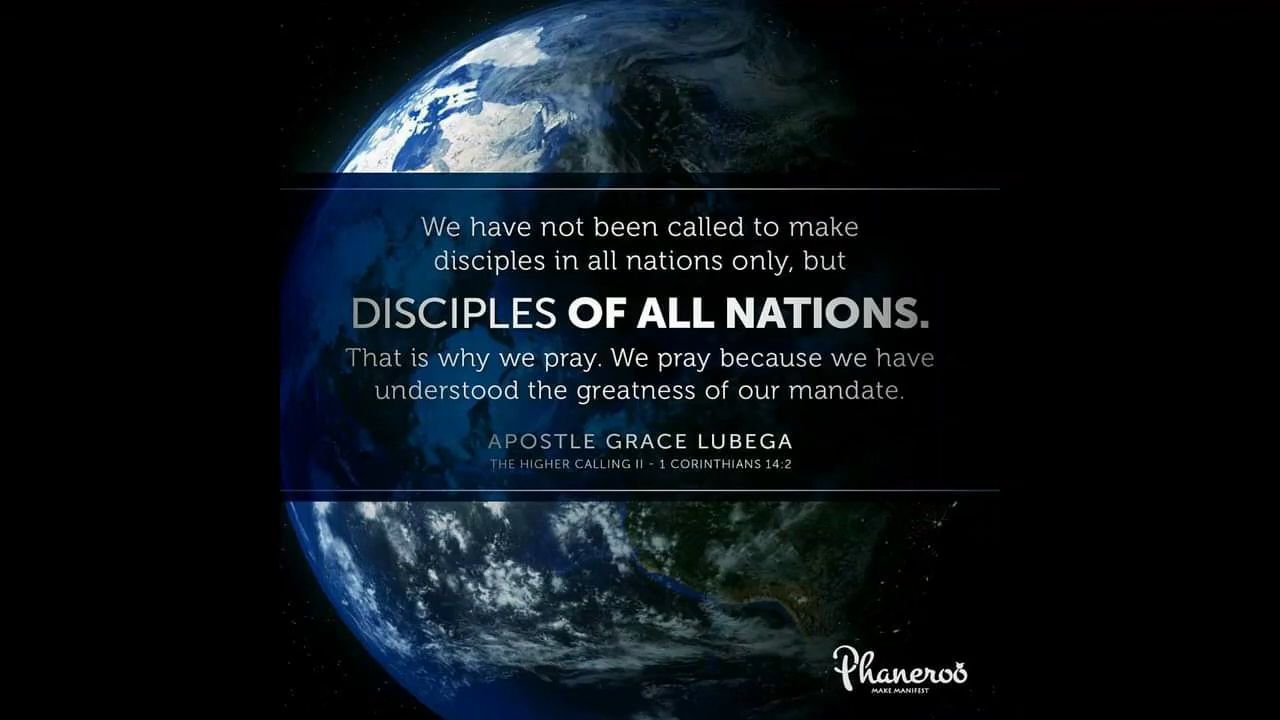 We have not been called to make
disciples in all nations only, but
DISCIPLES OF ALL NATIONS.
That is why we pray. We pray because we have
understood the greatness of our mandate.
APOSTLE GRACE LUBEGA
THE HIGHER CALLING II - 1 CORINTHIANS 14:2
Phaneroo
MAKE MANIFEST